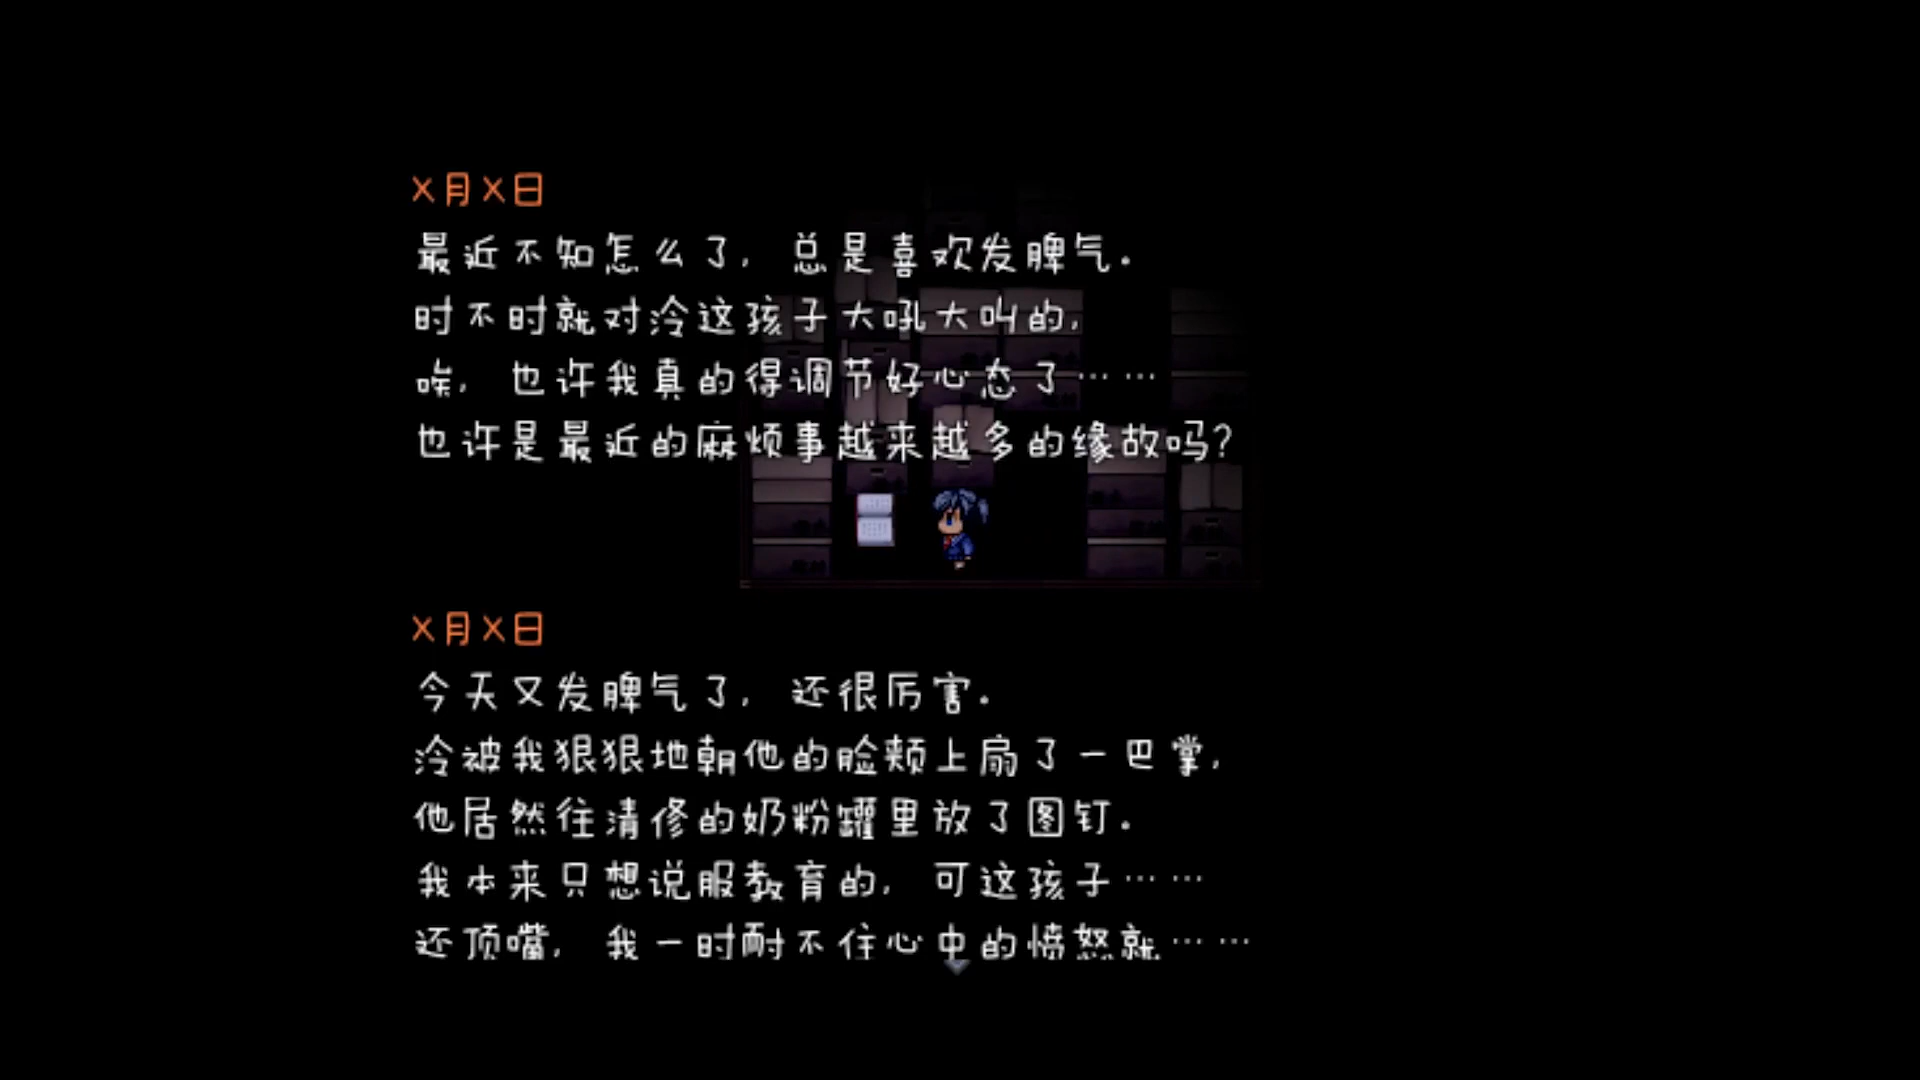 X月X日
最近不知怎么了，总是喜欢发脾气.
时不时就对泠这孩子大吼大叫的，
唉，也许我真的得调节好心态了……
也许是最近的麻烦事越来越多的缘故吗?
X月X日
今天又发脾气了，还很厉害.
泠被我狠狠地朝他的脸颊上扇了一巴掌，
他居然往清修的奶粉罐里放了图钉.
我本来只想说服教育的，可这孩子……
还顶嘴，我一时耐不住心中的愤怒就……